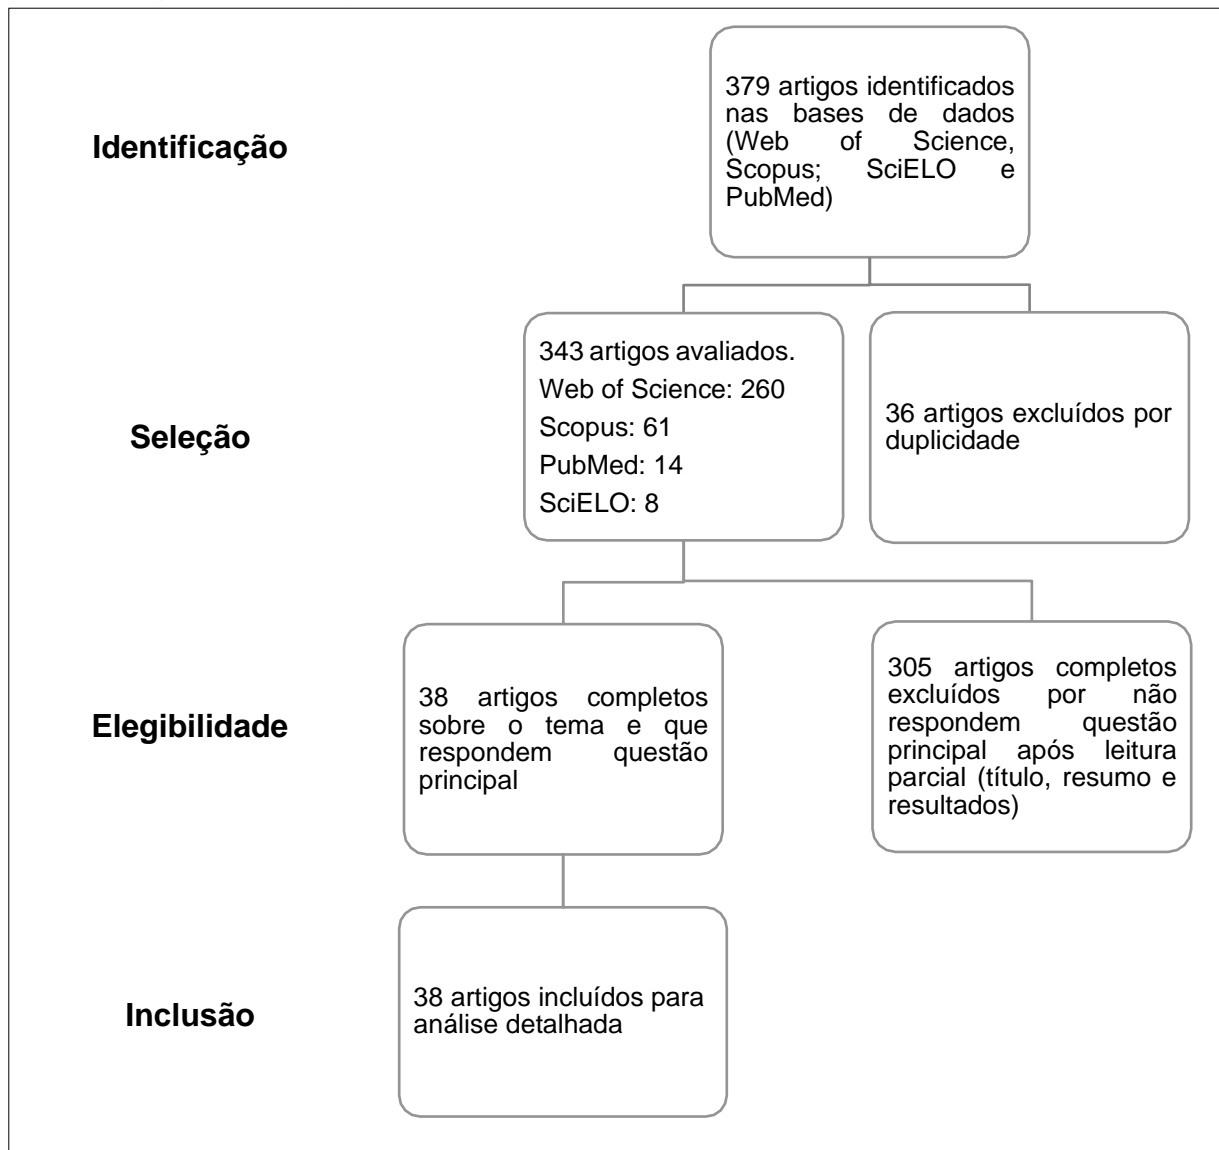 Identificação
379 artigos identificados
nas bases de dados
(Web of Science,
Scopus; SciELO e
PubMed)
Seleção
343 artigos avaliados.
Web of Science: 260
Scopus: 61
PubMed: 14
SciELO: 8
36 artigos excluídos por
duplicidade
Elegibilidade
38 artigos completos
sobre o tema e que
respondem questão
principal
305 artigos completos
excluídos por não
respondem questão
principal após leitura
parcial (título, resumo e
resultados)
Inclusão
38 artigos incluídos para
análise detalhada